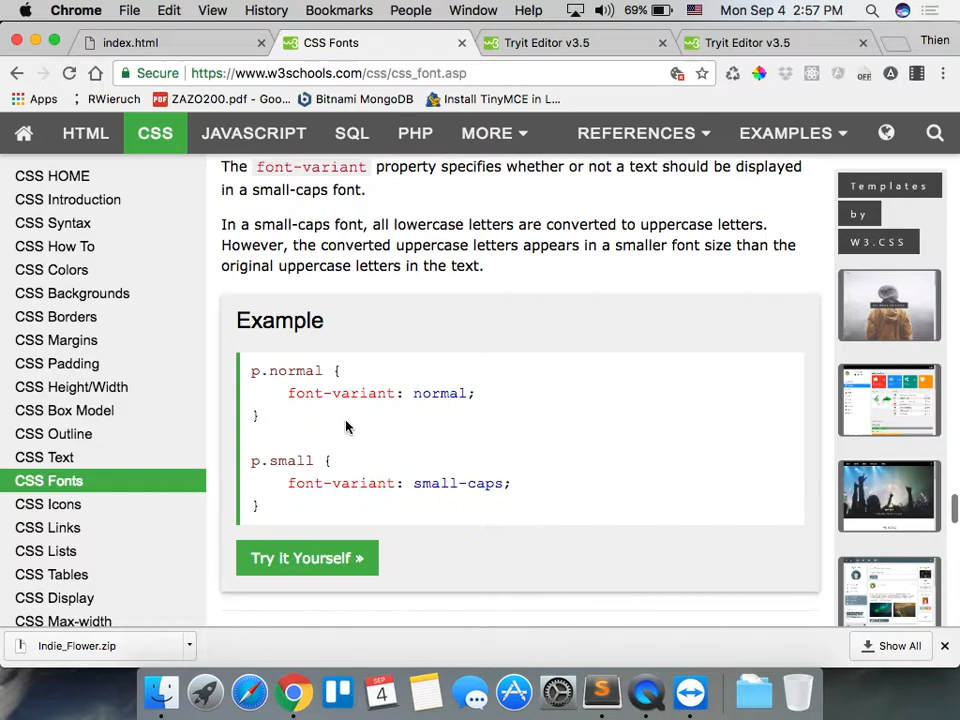 Chrome File Edit View History Bookmarks People Window Help 69% Mon Sep 4 2:57 PM
index.html CSS Fonts Tryit Editor v3.5 Tryit Editor v3.5 Thien
Secure https://www.w3schools.com/css/css_font.asp
Apps RWieruch ZAZO200.pdf - Goo... Bitnami MongoDB Install TinyMCE in L...
HTML CSS JAVASCRIPT SQL PHP MORE REFERENCES EXAMPLES
CSS HOME
CSS Introduction
CSS Syntax
CSS How To
CSS Colors
CSS Backgrounds
CSS Borders
CSS Margins
CSS Padding
CSS Height/Width
CSS Box Model
CSS Outline
CSS Text
CSS Fonts
CSS Icons
CSS Links
CSS Lists
CSS Tables
CSS Display
CSS Max-width
The font-variant property specifies whether or not a text should be displayed
in a small-caps font.
In a small-caps font, all lowercase letters are converted to uppercase letters.
However, the converted uppercase letters appears in a smaller font size than the
original uppercase letters in the text.
Example
p.normal {
font-variant: normal;
}
p.small {
font-variant: small-caps;
}
Try it Yourself »
Templates
by
W3.CSS
Indie_Flower.zip
Show All
SEP
4